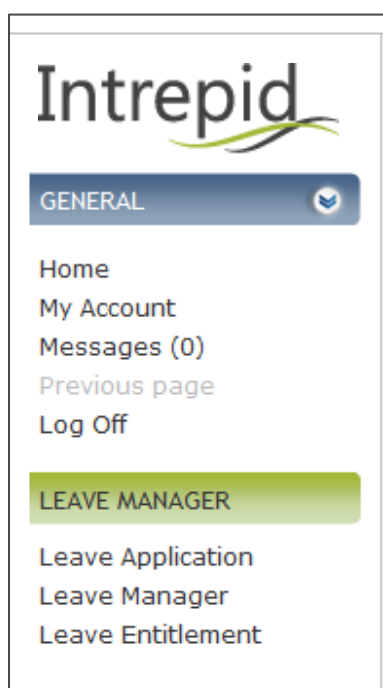 Intrepid
GENERAL
Home
My Account
Messages (0)
Previous page
Log Off
LEAVE MANAGER
Leave Application
Leave Manager
Leave Entitlement